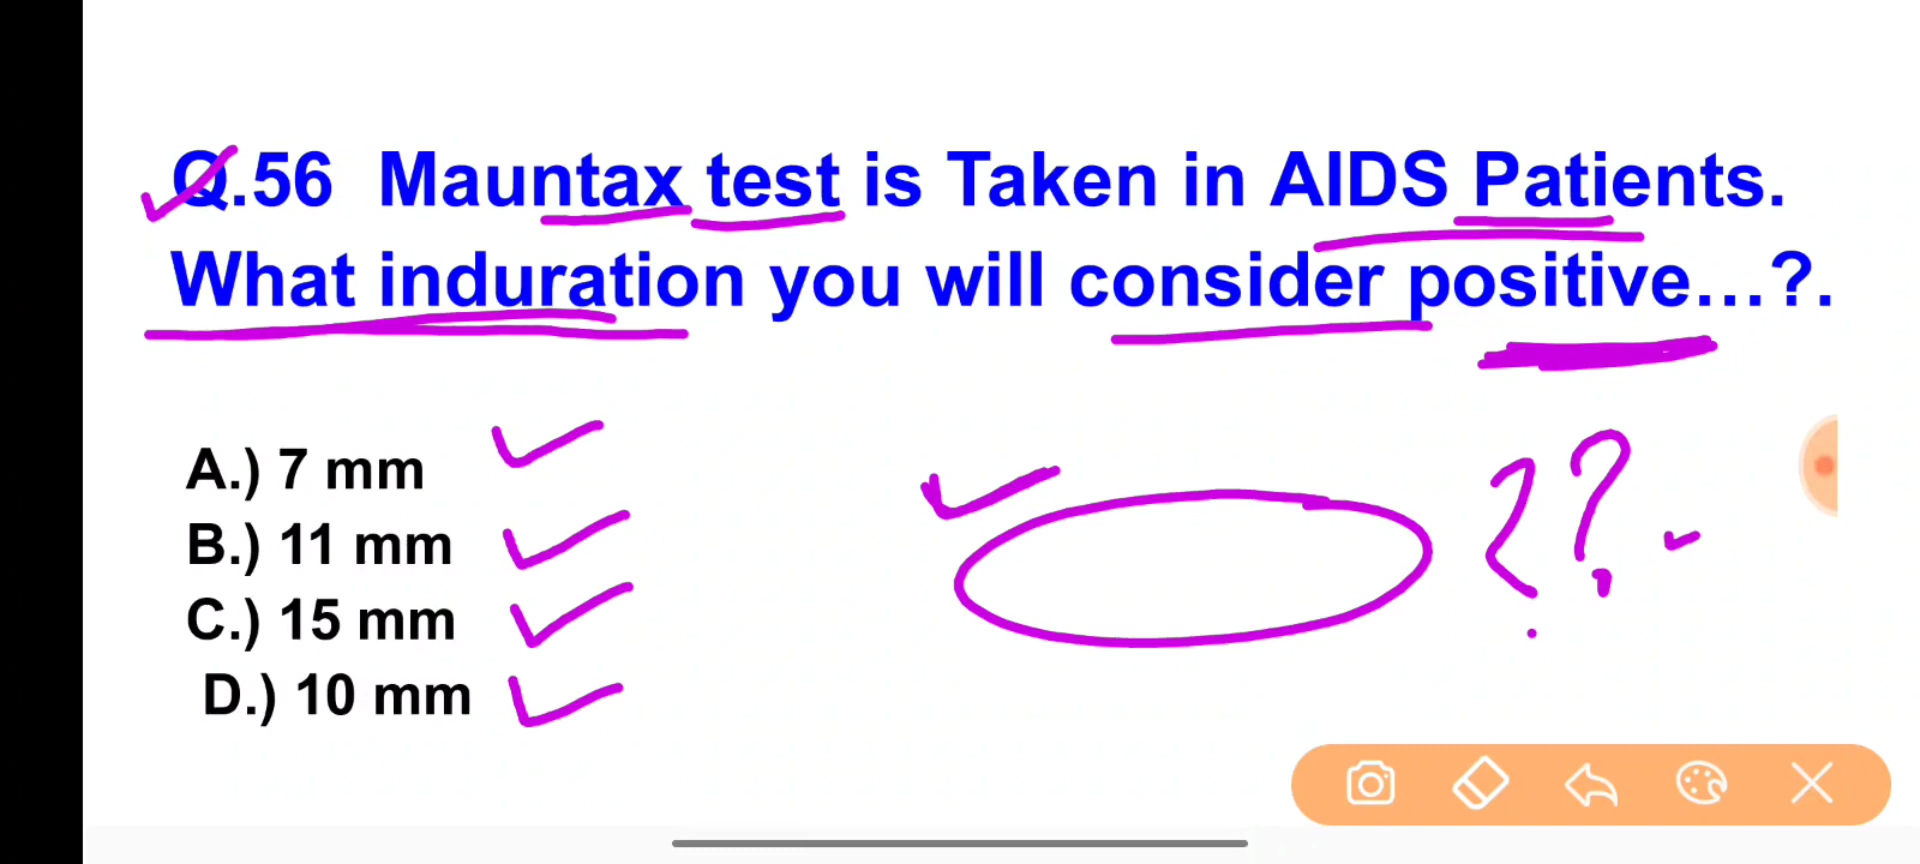 Q.56 Mauntax test is Taken in AIDS Patients.
What induration you will consider positive...?.
A.) 7 mm
B.) 11 mm
C.) 15 mm
D.) 10 mm
??